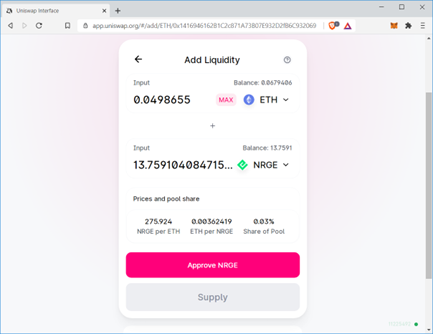 Uniswap Interface
app.uniswap.org/#/add/ETH/0x141694616281C2c871A73B07E932D2fB6C932069
Add Liquidity
Input Balance: 0.0679406
0.0498655 MAX ETH
+
Input Balance: 13.7591
13.759104084715... NRGE
Prices and pool share
275.924 0.00362419 0.03%
NRGE per ETH ETH per NRGE Share of Pool
Approve NRGE
Supply